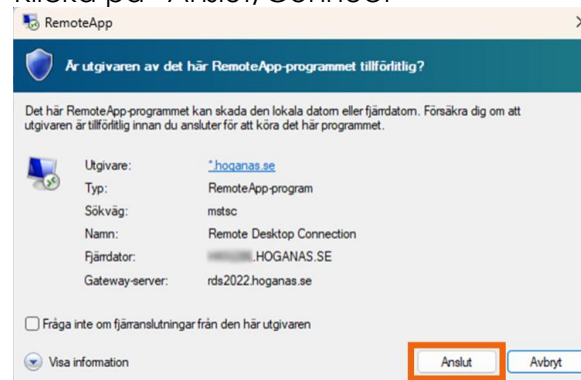 Klicka på "Anslut/Connect"
RemoteApp
Är utgivaren av det här RemoteApp-programmet tillförlitlig?
Det här RemoteApp-programmet kan skada den lokala datorn eller fjärrdatorn. Försäkra dig om att
utgivaren är tillförlitlig innan du ansluter för att köra det här programmet.
Utgivare: *.hoganas.se
Typ: RemoteApp-program
Sökväg: mstsc
Namn: Remote Desktop Connection
Fjärrdator: .HOGANAS.SE
Gateway-server: rds2022.hoganas.se
Fråga inte om fjärranslutningar från den här utgivaren
Visa information
Anslut
Avbryt